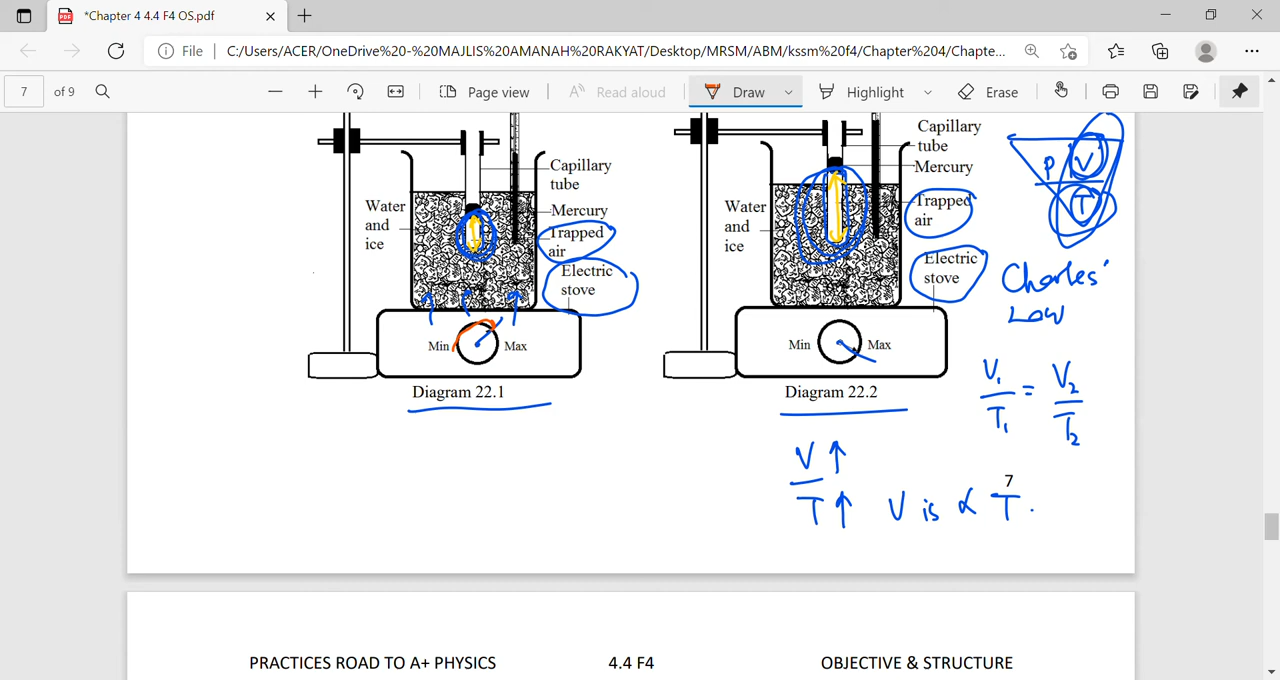 *Chapter 4 4.4 F4 OS.pdf
File C:/Users/ACER/OneDrive%20-%20MAJLIS%20AMANAH%20RAKYAT/Desktop/MRSM/ABM/kssm%20f4/Chapter%204/Chapte...
7 of 9 Page view Read aloud Draw Highlight Erase
Capillary
tube
Mercury
Water
and
ice
Trapped
air
Electric
stove
Min Max
Diagram 22.1
Capillary
tube
Mercury
Water
and
ice
Trapped
air
Electric
stove
Min Max
Diagram 22.2
P V
T
Charles'
Law
V1/T1 = V2/T2
V↑
T↑ V is ∝ T.
7
PRACTICES ROAD TO A+ PHYSICS 4.4 F4 OBJECTIVE & STRUCTURE